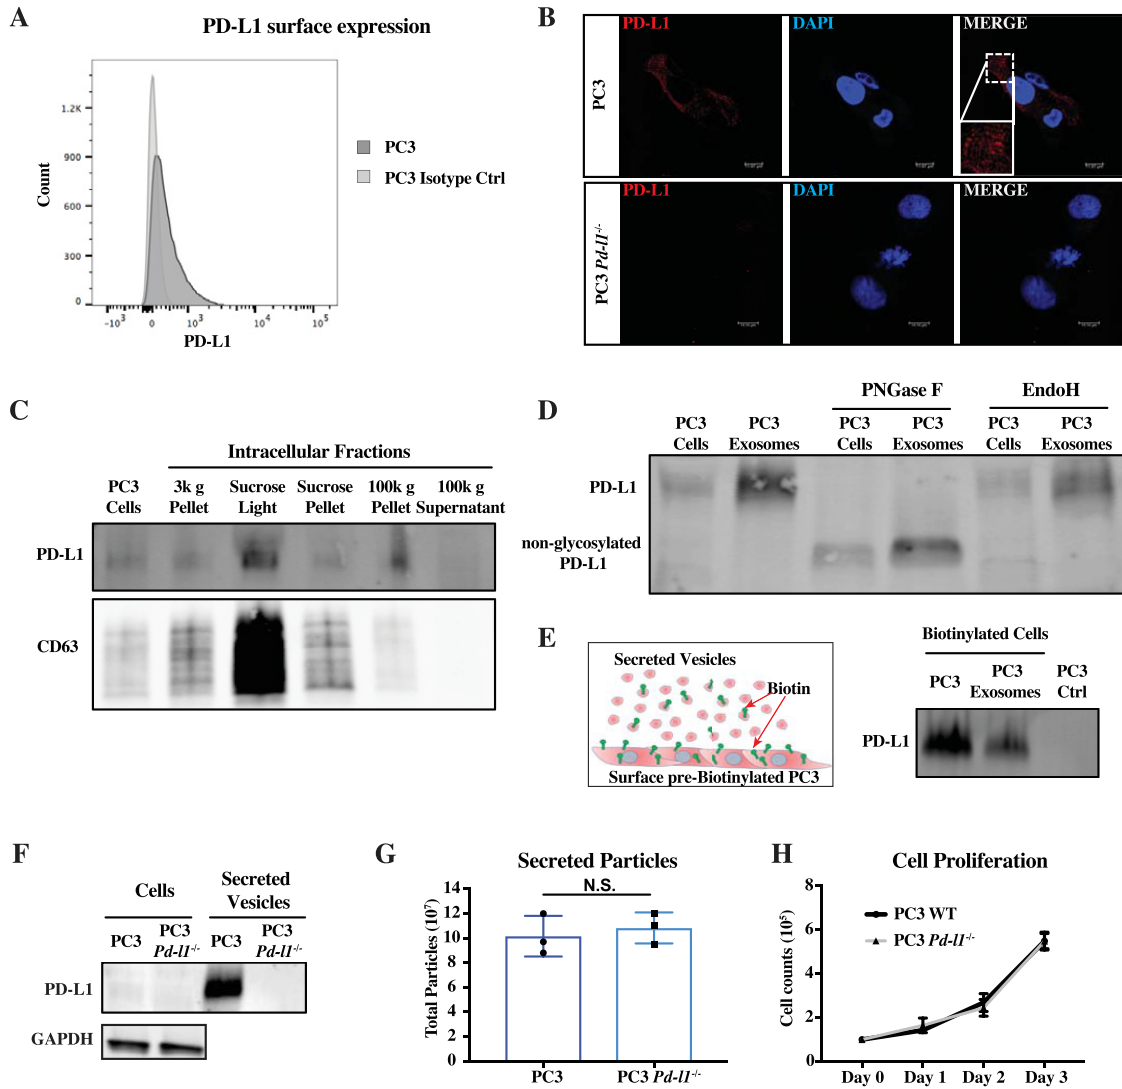 A
PD-L1 surface expression
1.2K
900
600
300
0
Count
-10³ 0 10³ 10⁴ 10⁵
PD-L1
PC3
PC3 Isotype Ctrl
B
PD-L1 DAPI MERGE
PC3
PD-L1 DAPI MERGE
PC3 Pd-l1-/-
C
Intracellular Fractions
PC3 3k g Sucrose Sucrose 100k g 100k g
Cells Pellet Light Pellet Pellet Supernatant
PD-L1
CD63
D
PNGase F EndoH
PC3 PC3 PC3 PC3 PC3 PC3
Cells Exosomes Cells Exosomes Cells Exosomes
PD-L1
non-glycosylated
PD-L1
E
Secreted Vesicles
Biotin
Surface pre-Biotinylated PC3
Biotinylated Cells
PC3 PC3 PC3
Exosomes Ctrl
PD-L1
F
Cells Secreted
Vesicles
PC3 PC3 PC3 PC3
Pd-l1-/- Pd-l1-/-
PD-L1
GAPDH
G
Secreted Particles
N.S.
14
12
10
8
6
4
2
0
Total Particles (10⁷)
PC3 PC3 Pd-l1-/-
H
Cell Proliferation
PC3 WT
PC3 Pd-l1-/-
8
6
4
2
0
Cell counts (10⁵)
Day 0 Day 1 Day 2 Day 3